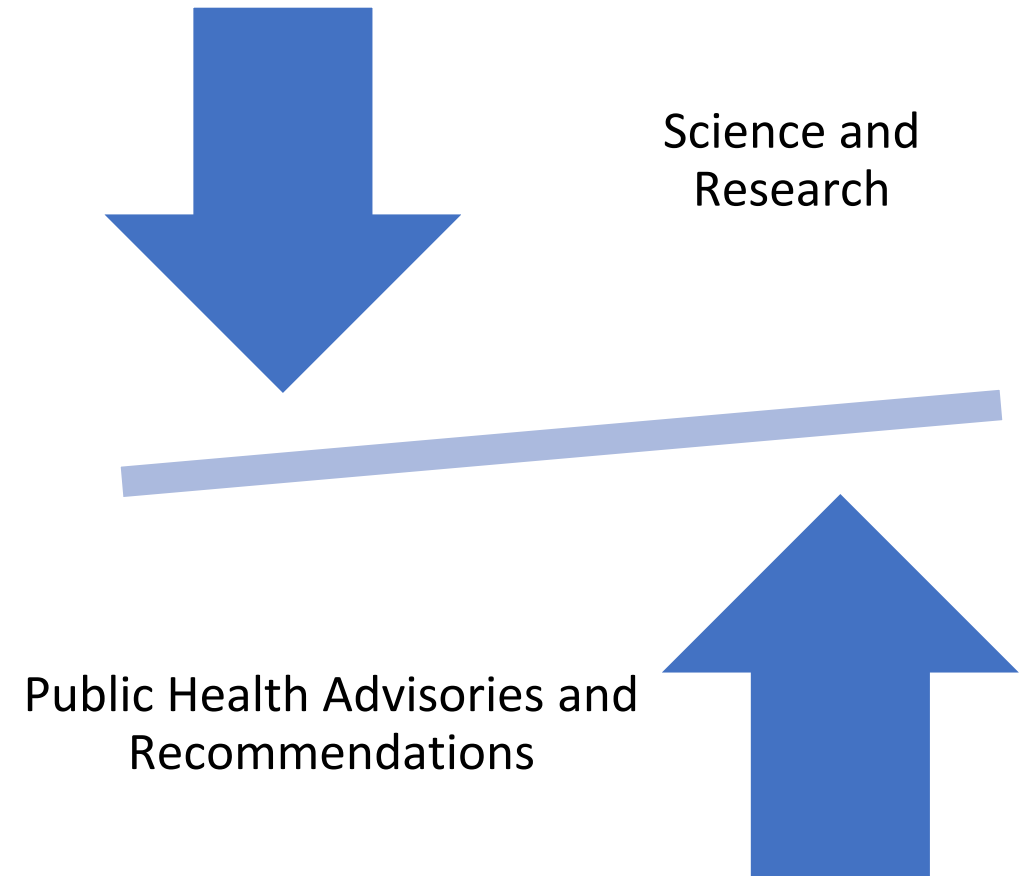 Science and
Research
Public Health Advisories and
Recommendations